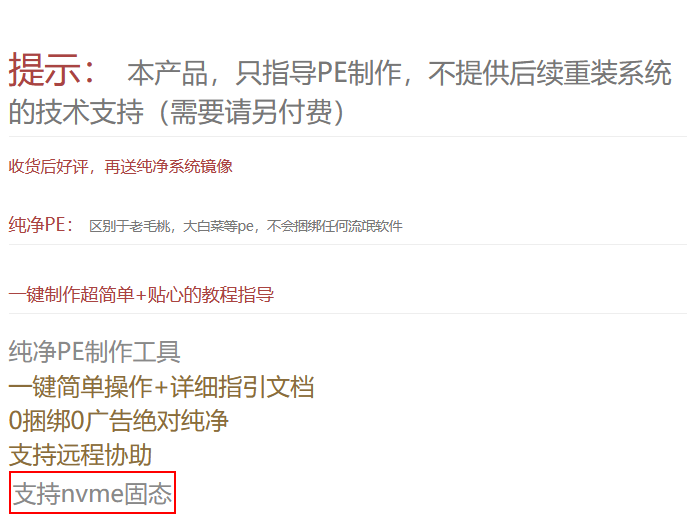 提示： 本产品，只指导PE制作，不提供后续重装系统
的技术支持（需要请另付费）
收货后好评，再送纯净系统镜像
纯净PE： 区别于老毛桃，大白菜等pe，不会捆绑任何流氓软件
一键制作超简单+贴心的教程指导
纯净PE制作工具
一键简单操作+详细指引文档
0捆绑0广告绝对纯净
支持远程协助
支持nvme固态